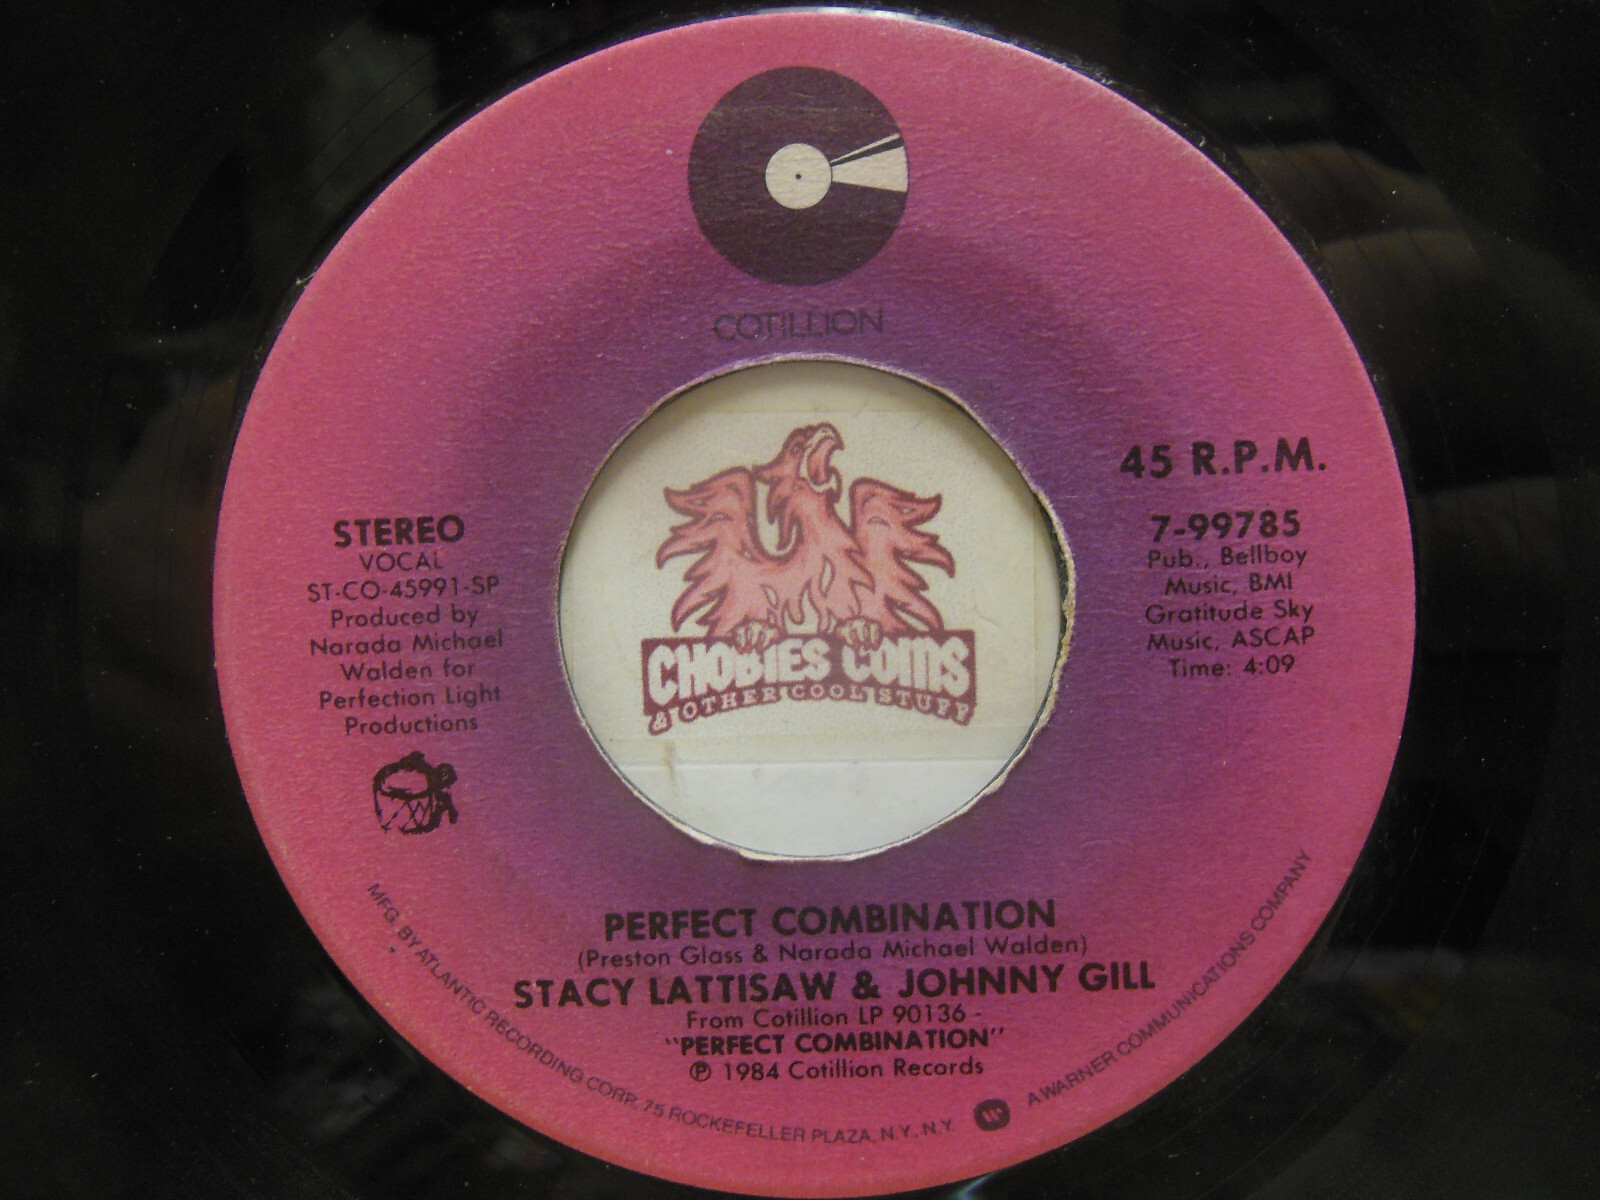 COTILLION
45 R.P.M.
7-99785
Pub., Bellboy
Music, BMI
Gratitude Sky
Music, ASCAP
Time: 4:09
STEREO
VOCAL
ST-CO-45991-SP
Produced by
Narada Michael
Walden for
Perfection Light
Productions
CHOBIES COINS
& OTHER COOL STUFF
PERFECT COMBINATION
(Preston Glass & Narada Michael Walden)
STACY LATTISAW & JOHNNY GILL
From Cotillion LP 90136 -
"PERFECT COMBINATION"
℗ 1984 Cotillion Records
MFG. BY ATLANTIC RECORDING CORP. 75 ROCKEFELLER PLAZA, N.Y., N.Y. A WARNER COMMUNICATIONS COMPANY